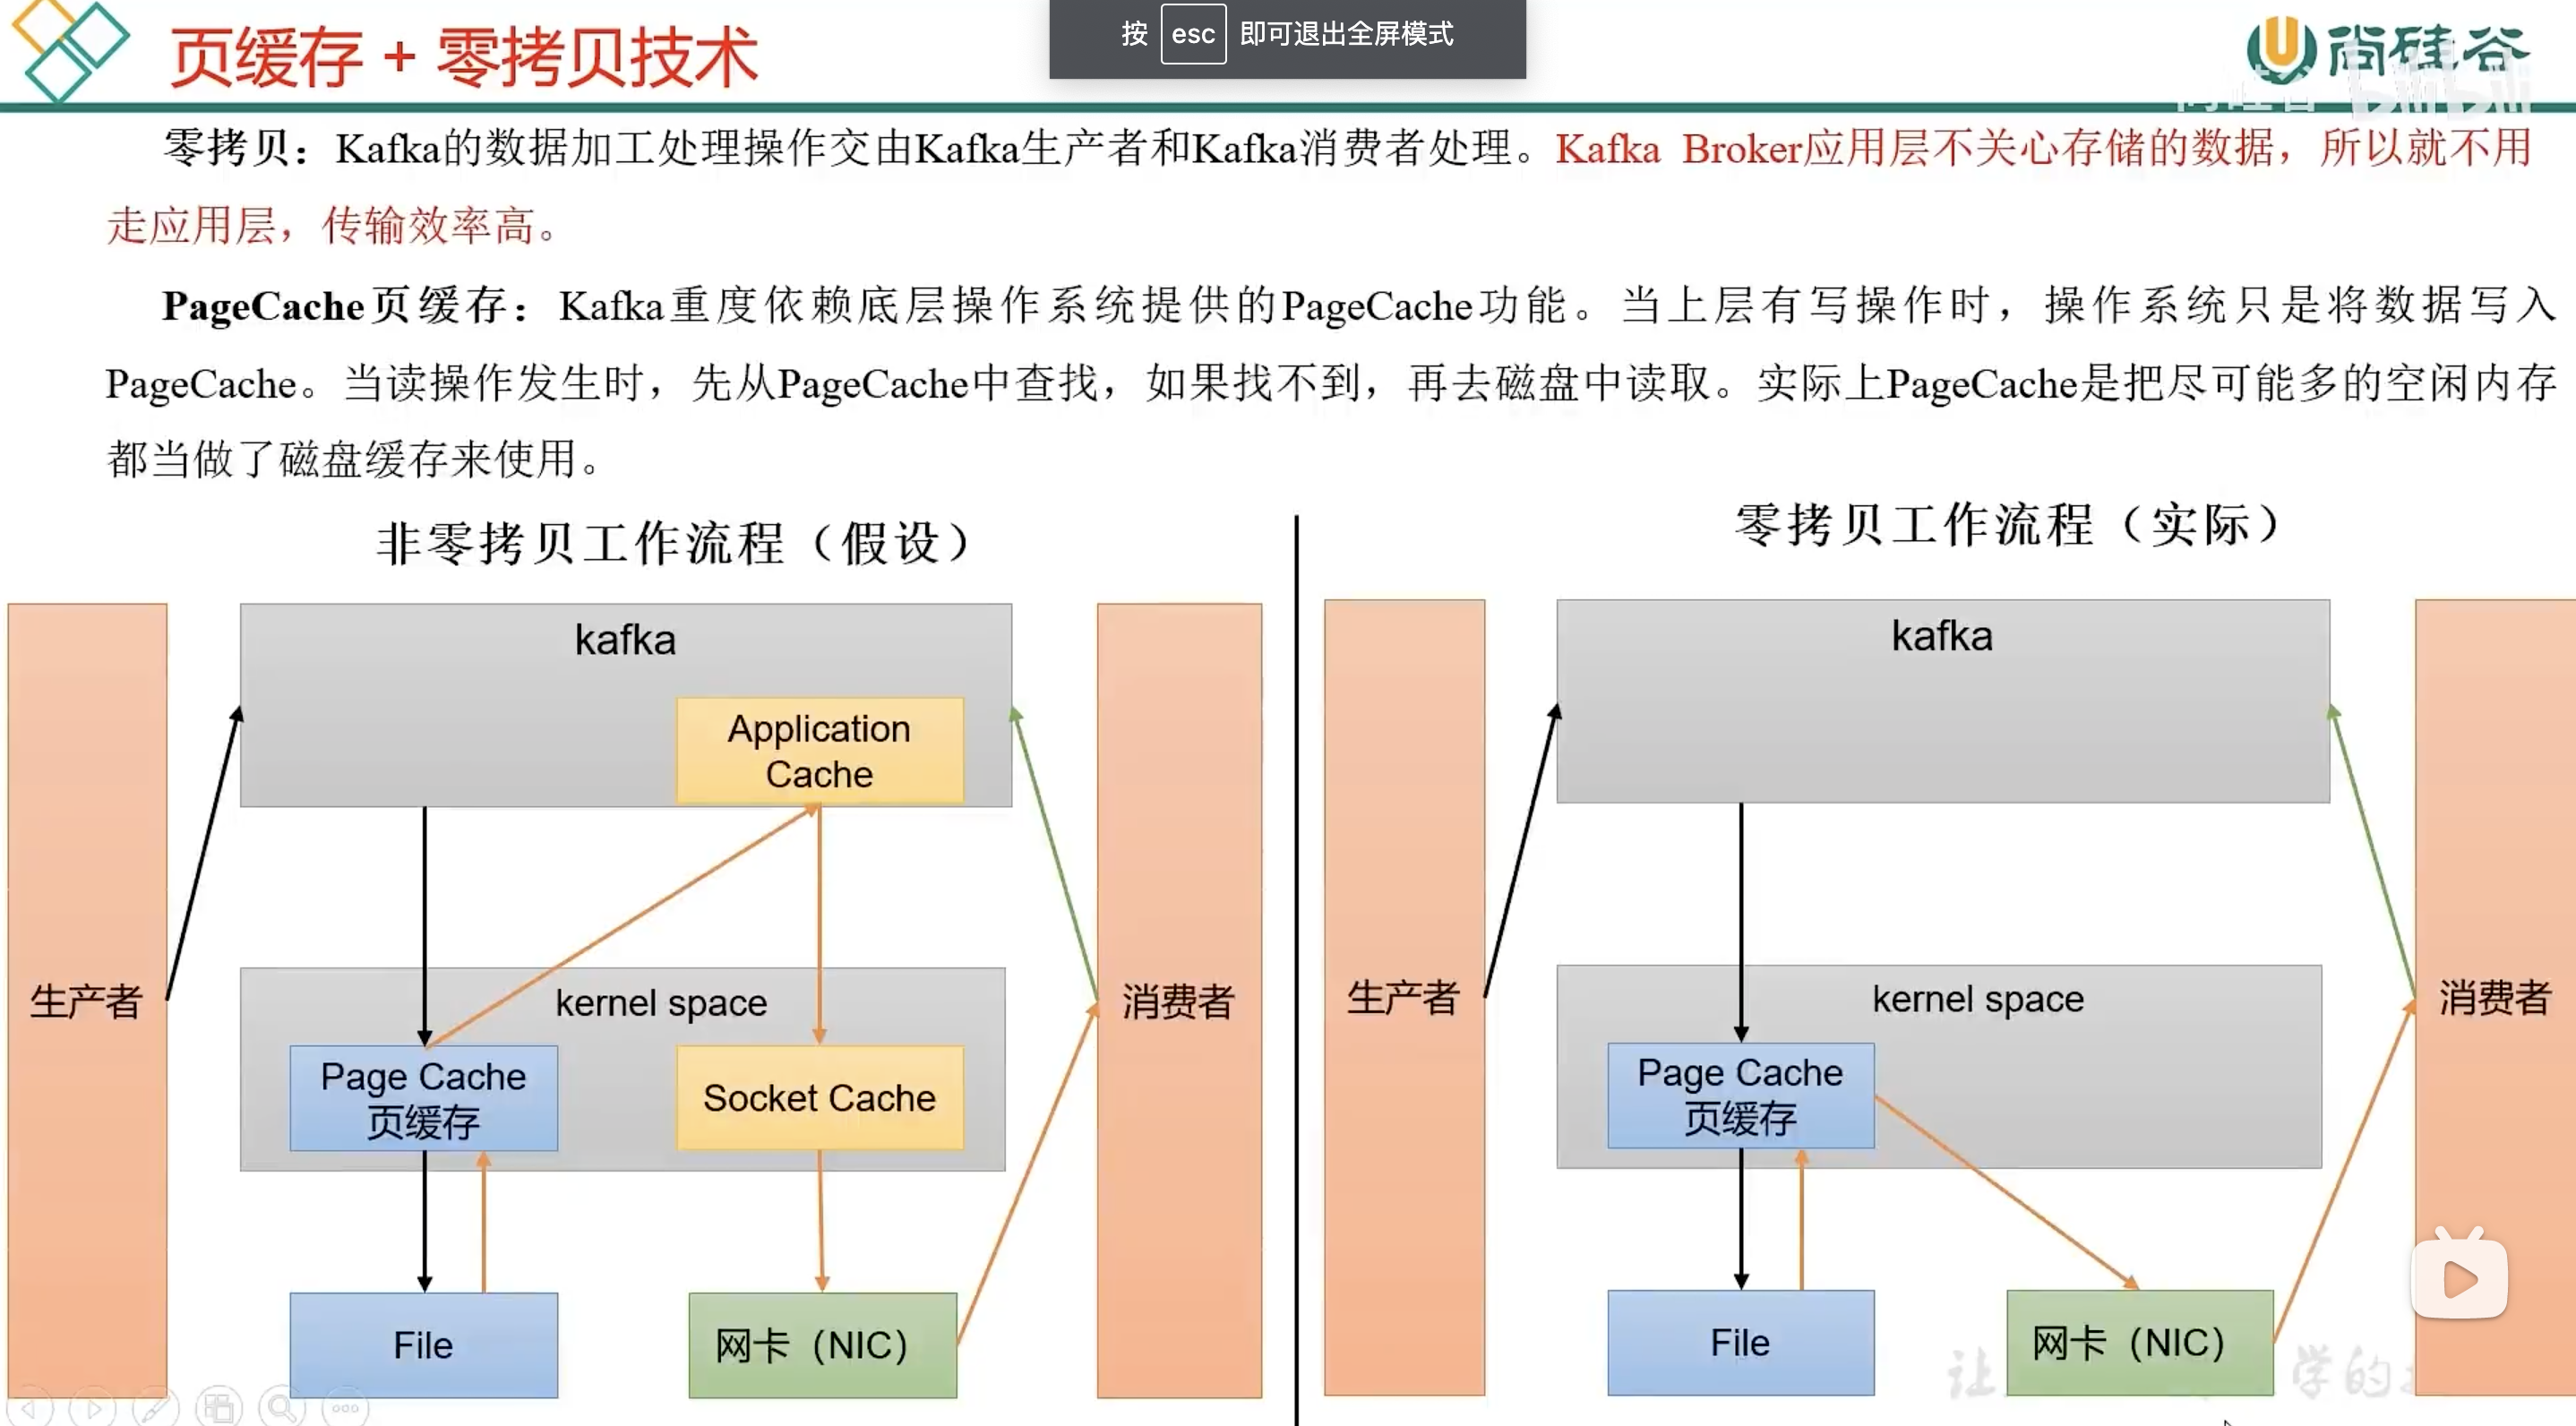 页缓存 + 零拷贝技术
按 esc 即可退出全屏模式
尚硅谷
bilibili
零拷贝：Kafka的数据加工处理操作交由Kafka生产者和Kafka消费者处理。Kafka Broker应用层不关心存储的数据，所以就不用
走应用层，传输效率高。
PageCache页缓存：Kafka重度依赖底层操作系统提供的PageCache功能。当上层有写操作时，操作系统只是将数据写入
PageCache。当读操作发生时，先从PageCache中查找，如果找不到，再去磁盘中读取。实际上PageCache是把尽可能多的空闲内存
都当做了磁盘缓存来使用。
非零拷贝工作流程（假设）
kafka
Application
Cache
生产者
kernel space
消费者
Page Cache
页缓存
Socket Cache
File
网卡（NIC）
零拷贝工作流程（实际）
kafka
生产者
kernel space
消费者
Page Cache
页缓存
File
网卡（NIC）
让
学的